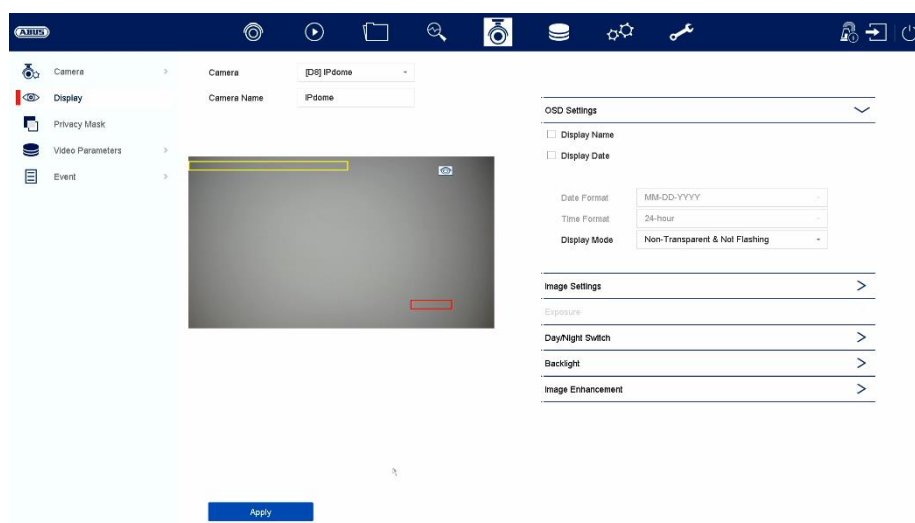 ABUS
Camera
Display
Privacy Mask
Video Parameters
Event
Camera [D8] IPdome
Camera Name IPdome
OSD Settings
Display Name
Display Date
Date Format MM-DD-YYYY
Time Format 24-hour
Display Mode Non-Transparent & Not Flashing
Image Settings
Exposure
Day/Night Switch
Backlight
Image Enhancement
Apply